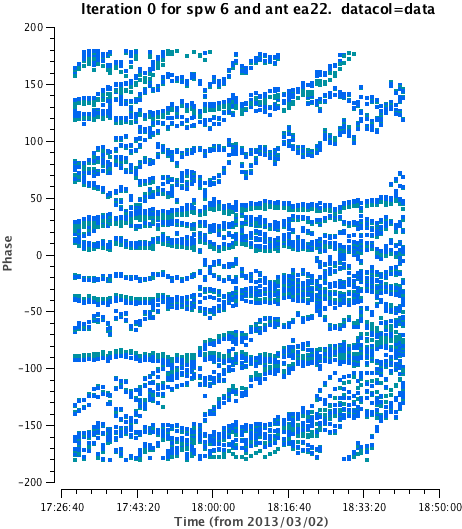 Iteration 0 for spw 6 and ant ea22.  datacol=data
200
150
100
50
0
-50
-100
-150
-200
Phase
17:26:40 17:43:20 18:00:00 18:16:40 18:33:20 18:50:00
Time (from 2013/03/02)